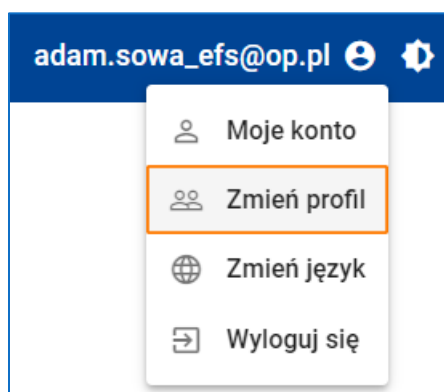 adam.sowa_efs@op.pl
Moje konto
Zmień profil
Zmień język
Wyloguj się